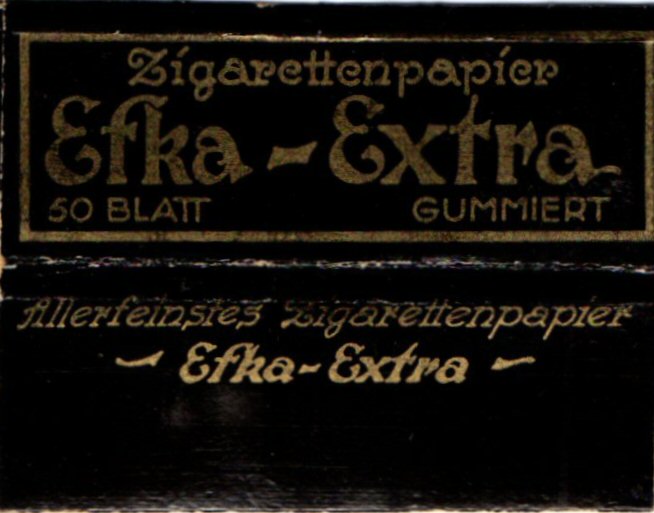 Zigarettenpapier
Efka - Extra
50 BLATT GUMMIERT
Allerfeinstes Zigarettenpapier
- Efka-Extra -